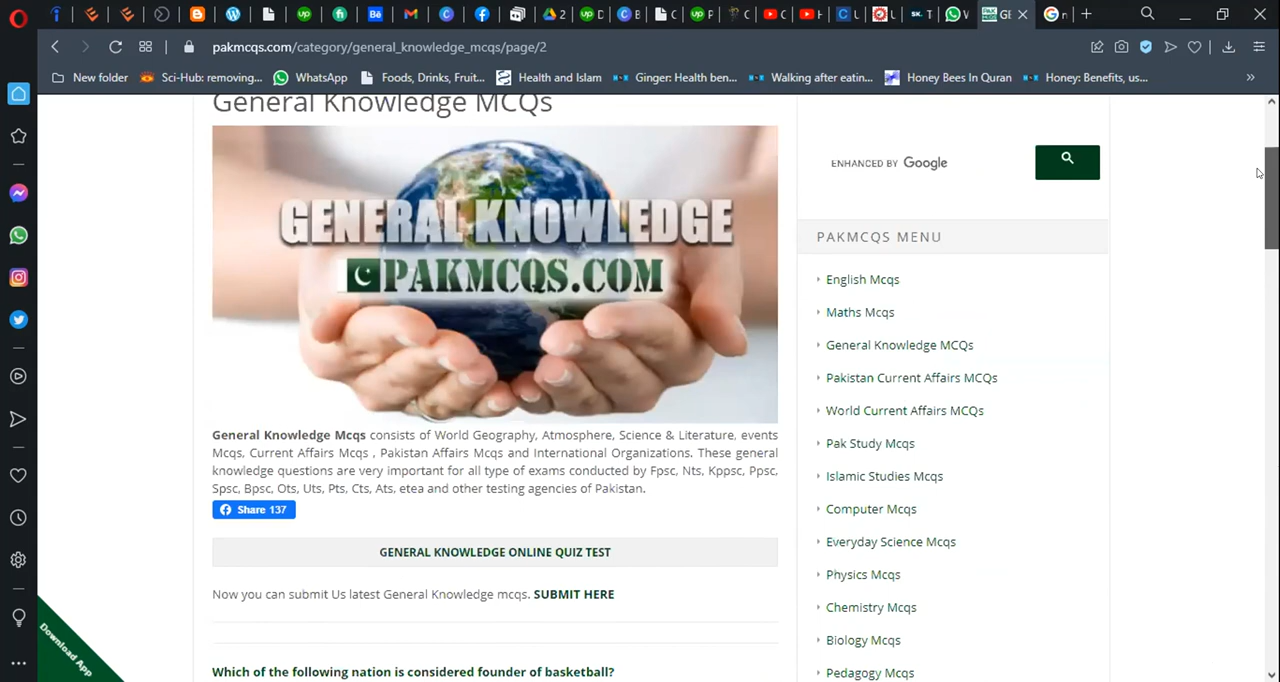 2
D
B
C
P
C
C
H
U
U
T
W
GE
n
pakmcqs.com/category/general_knowledge_mcqs/page/2
New folder
Sci-Hub: removing...
WhatsApp
Foods, Drinks, Fruit...
Health and Islam
Ginger: Health ben...
Walking after eatin...
Honey Bees In Quran
Honey: Benefits, us...
General Knowledge MCQs
GENERAL KNOWLEDGE
PAKMCQS.COM
General Knowledge Mcqs consists of World Geography, Atmosphere, Science & Literature, events
Mcqs, Current Affairs Mcqs , Pakistan Affairs Mcqs and International Organizations. These general
knowledge questions are very important for all type of exams conducted by Fpsc, Nts, Kppsc, Ppsc,
Spsc, Bpsc, Ots, Uts, Pts, Cts, Ats, etea and other testing agencies of Pakistan.
Share 137
GENERAL KNOWLEDGE ONLINE QUIZ TEST
Now you can submit Us latest General Knowledge mcqs. SUBMIT HERE
Which of the following nation is considered founder of basketball?
ENHANCED BY Google
PAKMCQS MENU
English Mcqs
Maths Mcqs
General Knowledge MCQs
Pakistan Current Affairs MCQs
World Current Affairs MCQs
Pak Study MCQs
Islamic Studies Mcqs
Computer Mcqs
Everyday Science Mcqs
Physics Mcqs
Chemistry Mcqs
Biology Mcqs
Pedagogy Mcqs
Download App